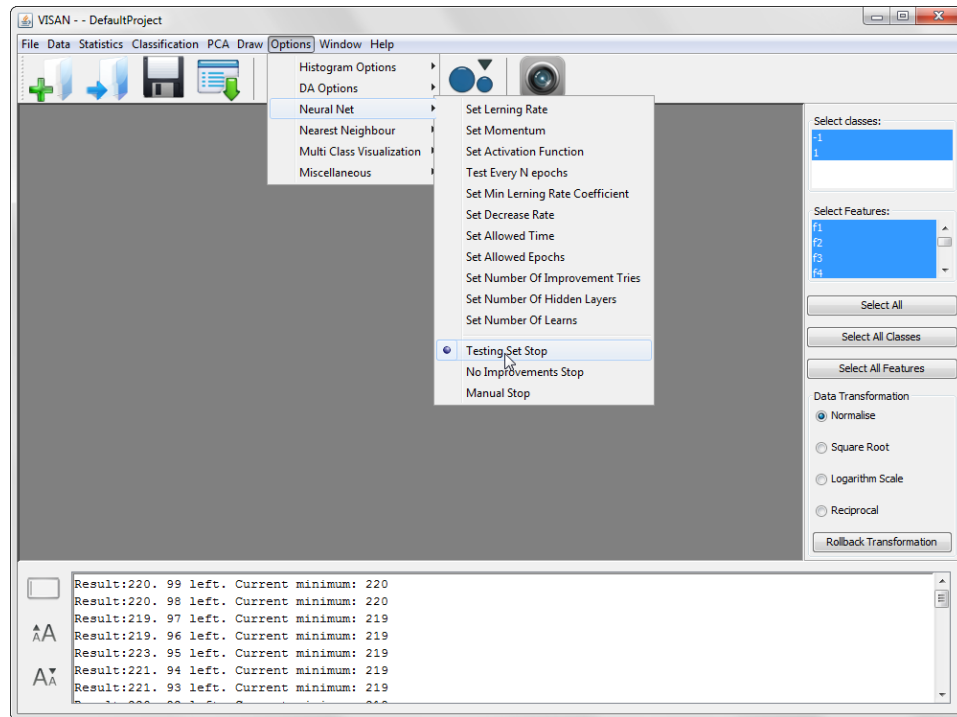 VISAN - - DefaultProject
File Data Statistics Classification PCA Draw Options Window Help
Histogram Options
DA Options
Neural Net
Nearest Neighbour
Multi Class Visualization
Miscellaneous
Set Lerning Rate
Set Momentum
Set Activation Function
Test Every N epochs
Set Min Lerning Rate Coefficient
Set Decrease Rate
Set Allowed Time
Set Allowed Epochs
Set Number Of Improvement Tries
Set Number Of Hidden Layers
Set Number Of Learns
Testing Set Stop
No Improvements Stop
Manual Stop
Select classes:
-1
1
Select Features:
f1
f2
f3
f4
Select All
Select All Classes
Select All Features
Data Transformation
Normalise
Square Root
Logarithm Scale
Reciprocal
Rollback Transformation
AA
AA
Result:220. 99 left. Current minimum: 220
Result:220. 98 left. Current minimum: 220
Result:219. 97 left. Current minimum: 219
Result:219. 96 left. Current minimum: 219
Result:223. 95 left. Current minimum: 219
Result:221. 94 left. Current minimum: 219
Result:221. 93 left. Current minimum: 219